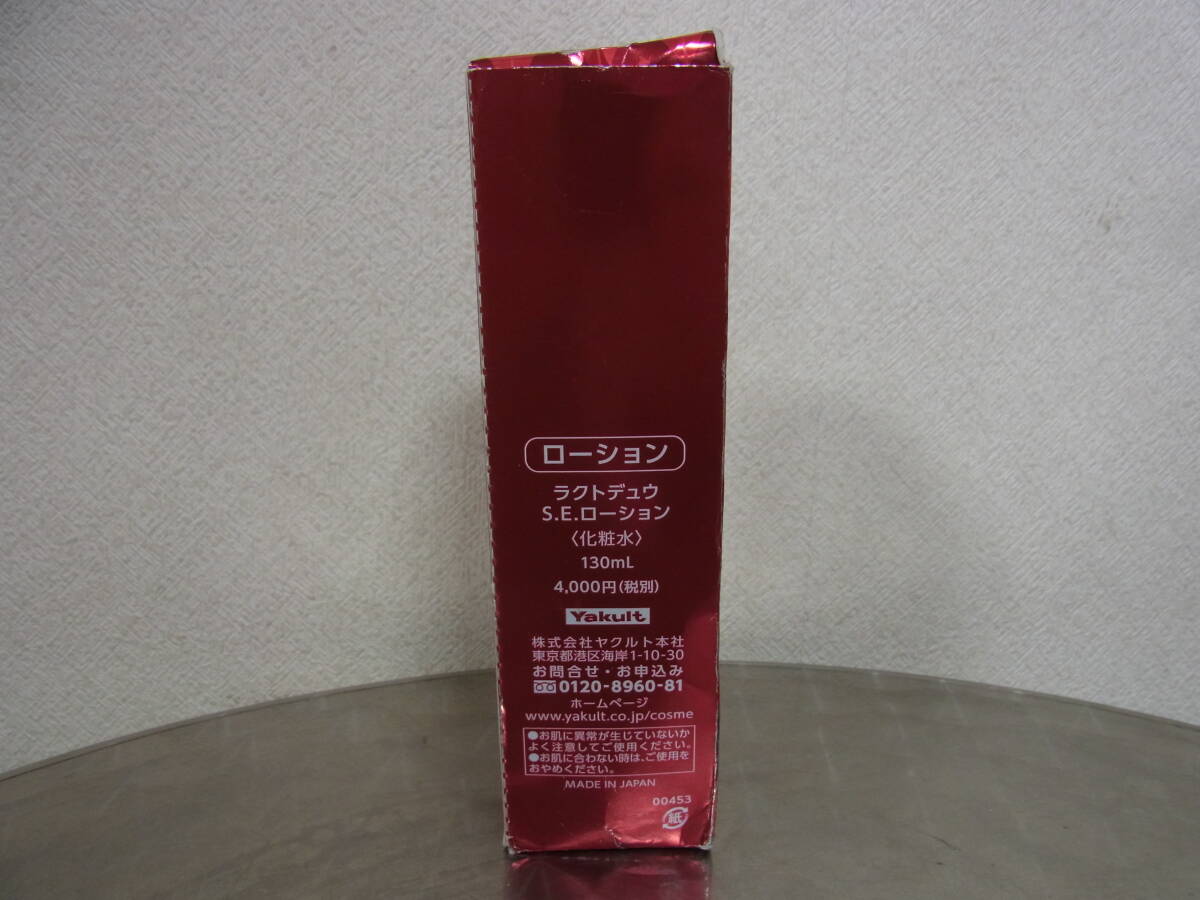 ローション
ラクトデュウ
S.E.ローション
〈化粧水〉
130mL
4,000円(税別)
Yakult
株式会社ヤクルト本社
東京都港区海岸1-10-30
お問合せ・お申込み
0120-8960-81
ホームページ
www.yakult.co.jp/cosme
●お肌に異常が生じていないか
よく注意してご使用ください。
●お肌に合わない時は、ご使用を
おやめください。
MADE IN JAPAN
00453
紙